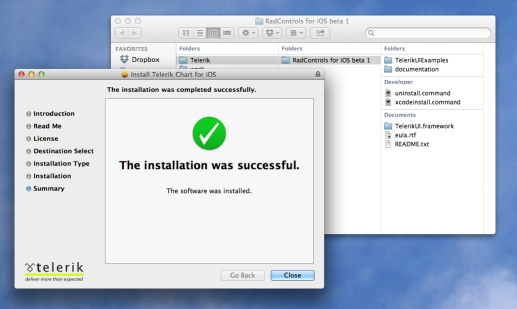 RadControls for iOS beta 1
FAVORITES
Dropbox
Folders
Telerik
Folders
RadControls for iOS beta 1
Folders
TelerikUIExamples
documentation
Developer
uninstall.command
xcodeinstall.command
Documents
TelerikUI.framework
eula.rtf
README.txt
Install Telerik Chart for iOS
The installation was completed successfully.
Introduction
Read Me
License
Destination Select
Installation Type
Installation
Summary
The installation was successful.
The software was installed.
telerik
deliver more than expected
Go Back
Close